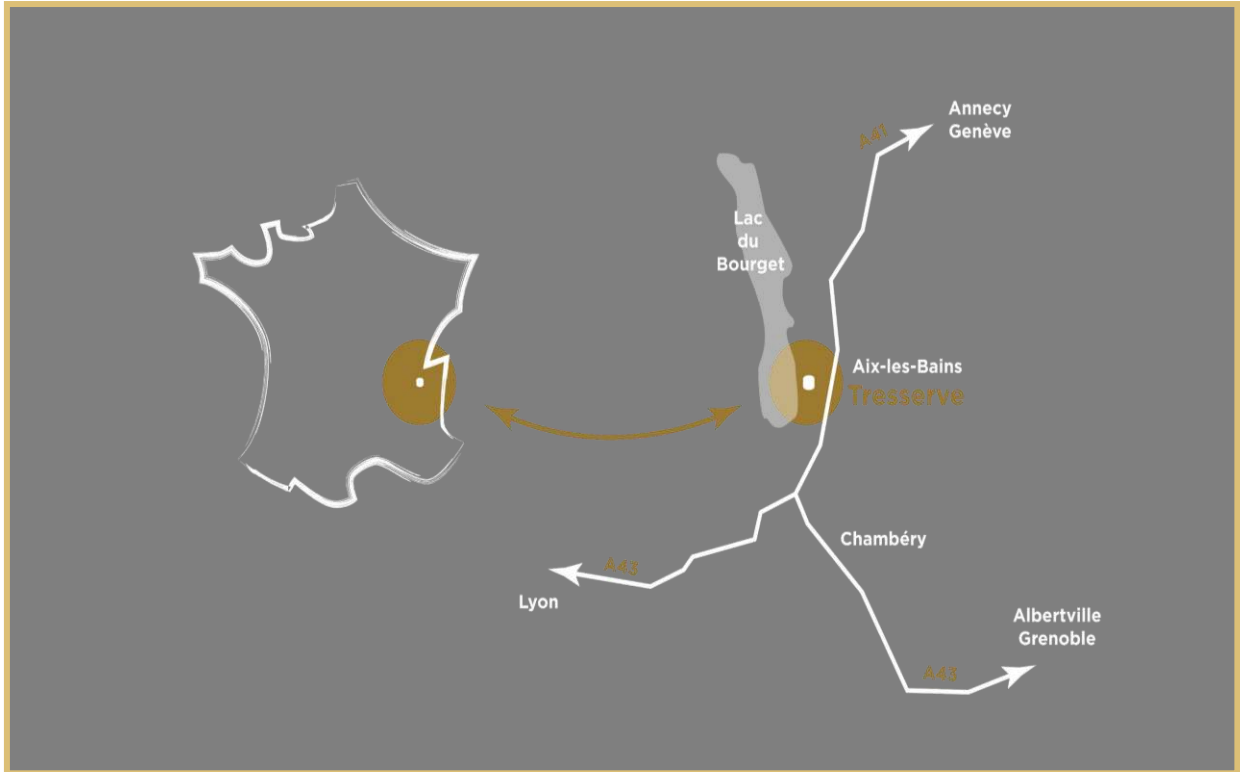 Annecy
Genève
A41
Lac
du
Bourget
Aix-les-Bains
Tresserve
Chambéry
A43
Lyon
Albertville
Grenoble
A43